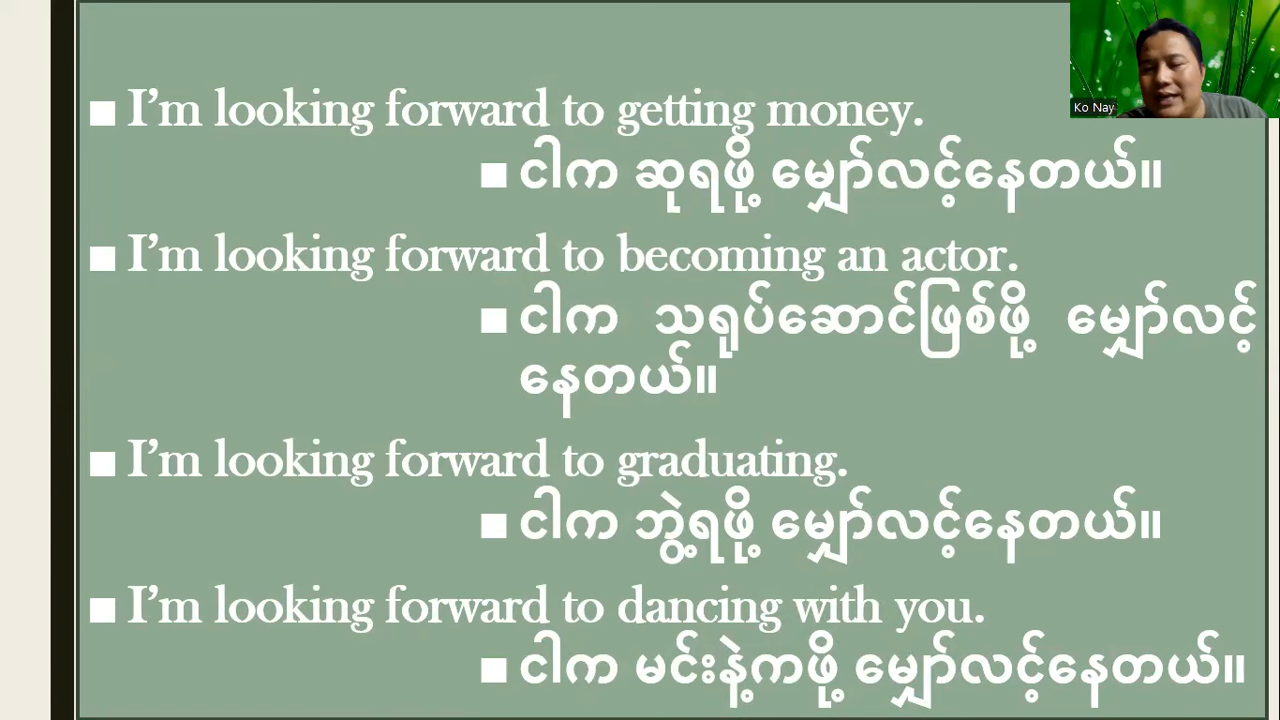 Ko Nay
■ I'm looking forward to getting money.
■ ငါက ဆုရဖို့ မျှော်လင့်နေတယ်။
■ I'm looking forward to becoming an actor.
■ ငါက သရုပ်ဆောင်ဖြစ်ဖို့ မျှော်လင့်
နေတယ်။
■ I'm looking forward to graduating.
■ ငါက ဘွဲ့ရဖို့ မျှော်လင့်နေတယ်။
■ I'm looking forward to dancing with you.
■ ငါက မင်းနဲ့ကဖို့ မျှော်လင့်နေတယ်။